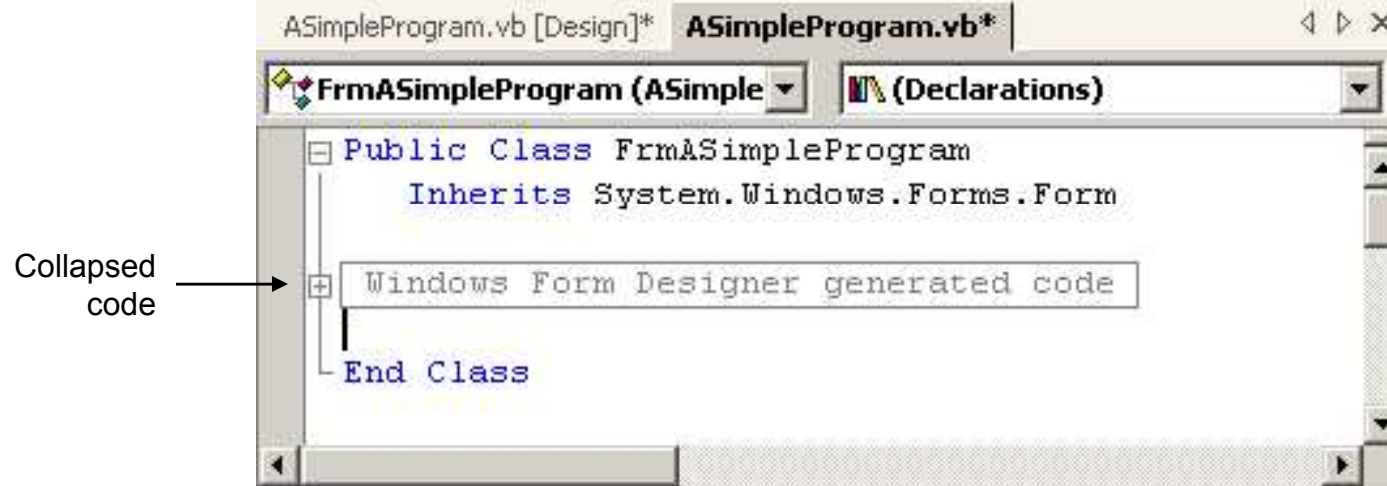 ASimpleProgram.vb [Design]* ASimpleProgram.vb*
FrmASimpleProgram (ASimple (Declarations)
Public Class FrmASimpleProgram
Inherits System.Windows.Forms.Form
Collapsed
code
Windows Form Designer generated code
End Class